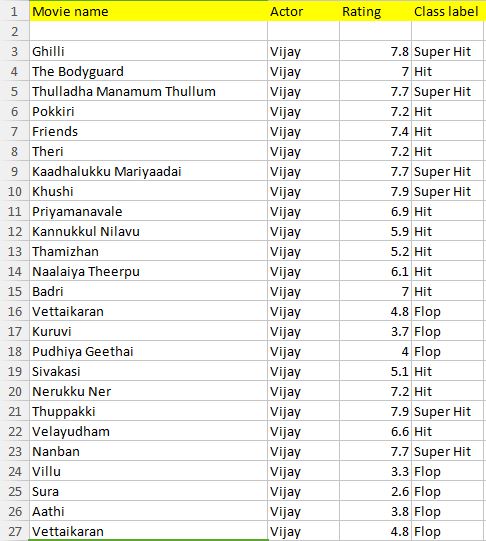 1 Movie name Actor Rating Class label
2
3 Ghilli Vijay 7.8 Super Hit
4 The Bodyguard Vijay 7 Hit
5 Thulladha Manamum Thullum Vijay 7.7 Super Hit
6 Pokkiri Vijay 7.2 Hit
7 Friends Vijay 7.4 Hit
8 Theri Vijay 7.2 Hit
9 Kaadhalukku Mariyaadai Vijay 7.7 Super Hit
10 Khushi Vijay 7.9 Super Hit
11 Priyamanavale Vijay 6.9 Hit
12 Kannukkul Nilavu Vijay 5.9 Hit
13 Thamizhan Vijay 5.2 Hit
14 Naalaiya Theerpu Vijay 6.1 Hit
15 Badri Vijay 7 Hit
16 Vettaikaran Vijay 4.8 Flop
17 Kuruvi Vijay 3.7 Flop
18 Pudhiya Geethai Vijay 4 Flop
19 Sivakasi Vijay 5.1 Hit
20 Nerukku Ner Vijay 7.2 Hit
21 Thuppakki Vijay 7.9 Super Hit
22 Velayudham Vijay 6.6 Hit
23 Nanban Vijay 7.7 Super Hit
24 Villu Vijay 3.3 Flop
25 Sura Vijay 2.6 Flop
26 Aathi Vijay 3.8 Flop
27 Vettaikaran Vijay 4.8 Flop